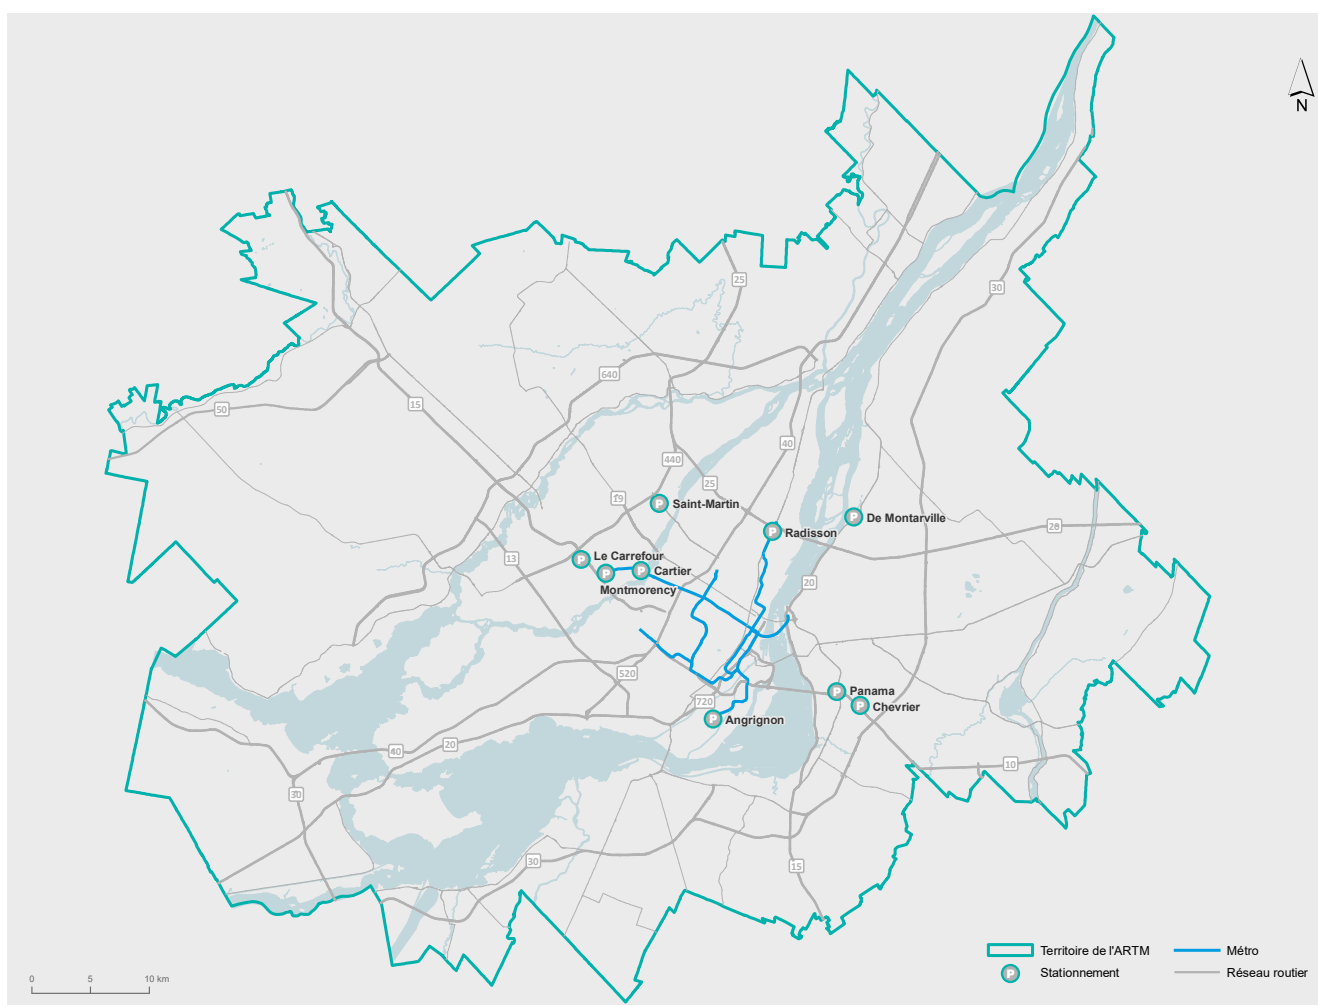 N
25
30
640
15
50
40
440
25
19
Saint-Martin
De Montarville
Radisson
28
Le Carrefour
13
Cartier
20
Montmorency
520
Panama
720
Chevrier
Angrignon
20
40
10
30
30
15
Territoire de l'ARTM
Métro
Stationnement
Réseau routier
0 5 10 km
P
P
P
P
P
P
P
P
P
P